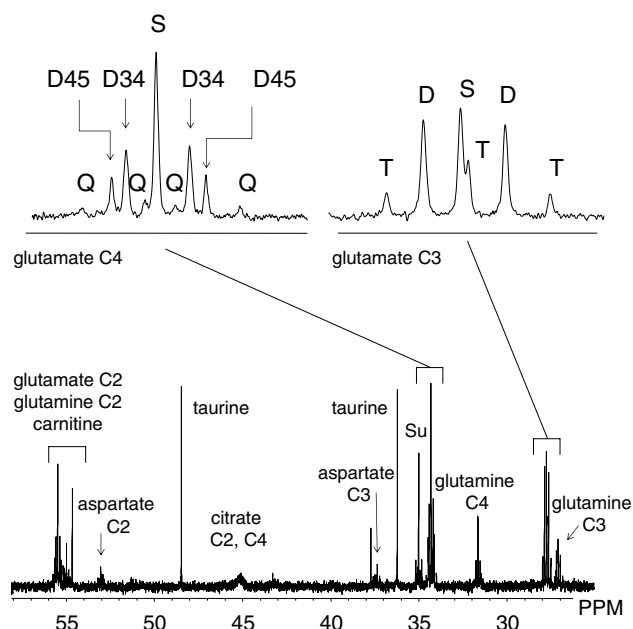 S
D45 D34 D34 D45
D S D
T T T
Q Q Q Q
glutamate C4
glutamate C3
glutamate C2
glutamine C2
carnitine
taurine
taurine
Su
aspartate
C3
glutamine
C4
aspartate
C2
citrate
C2, C4
glutamine
C3
55 50 45 40 35 30
PPM